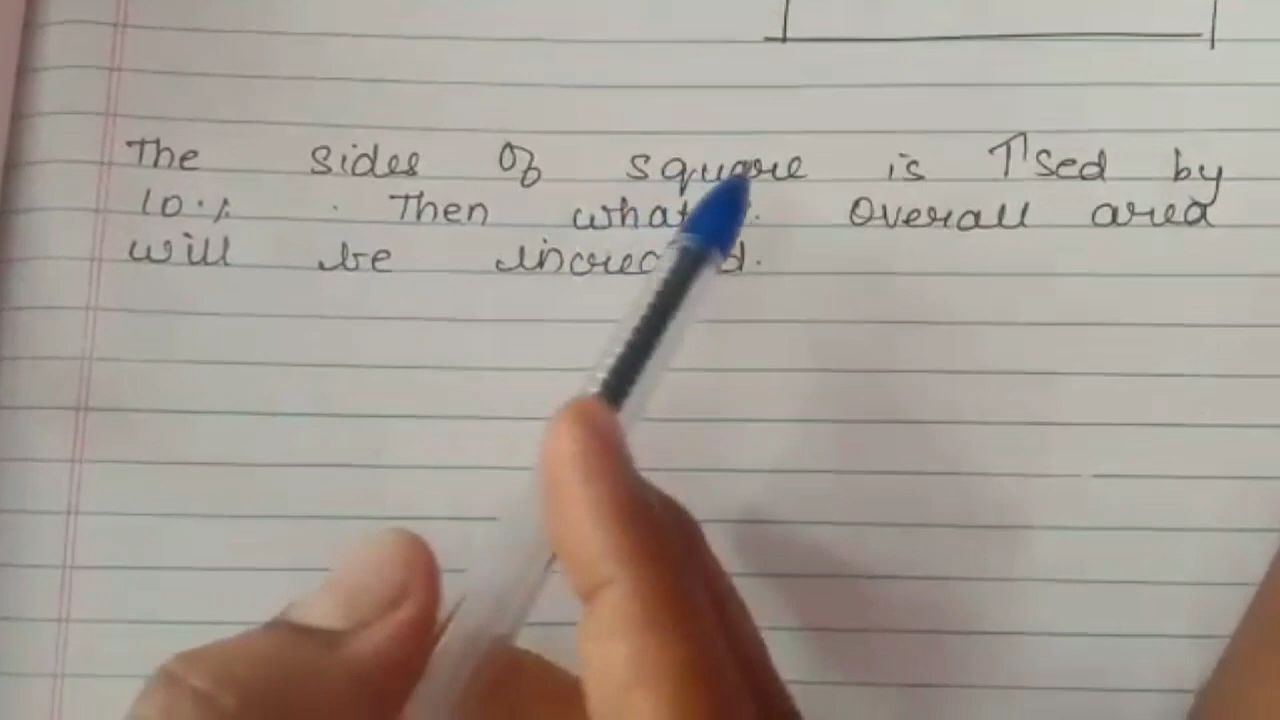 The sides of square is ↑sed by
10%. Then what % overall area
will be increased.